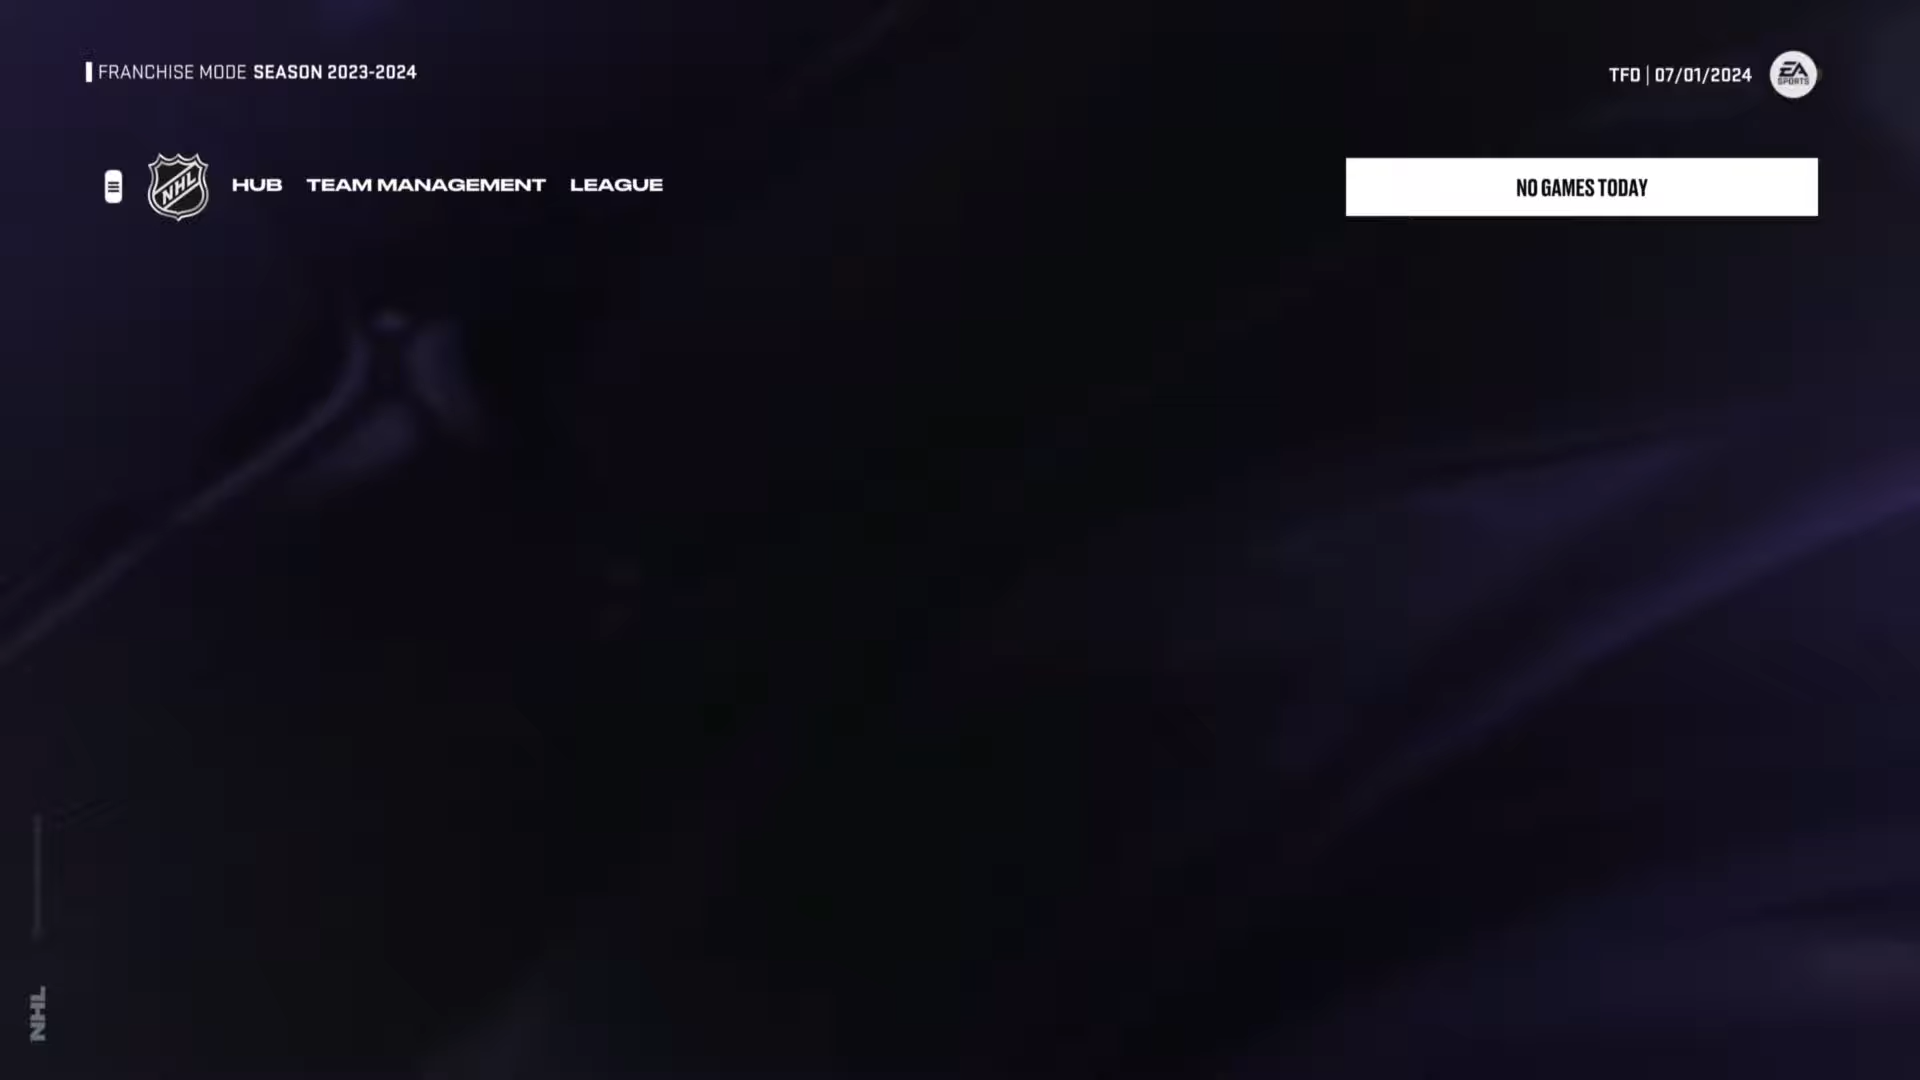 FRANCHISE MODE SEASON 2023-2024
TFO | 07/01/2024
EA SPORTS
NHL
HUB TEAM MANAGEMENT LEAGUE
NO GAMES TODAY
NHL